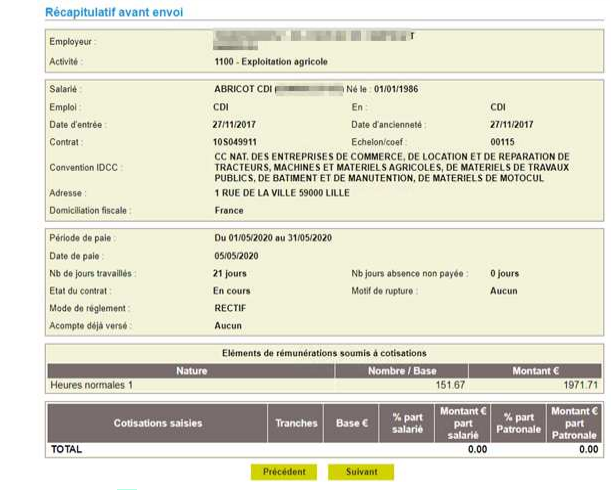 Récapitulatif avant envoi
Employeur :
Activité : 1100 - Exploitation agricole
Salarié : ABRICOT CDI ( ) Né le : 01/01/1986
Emploi : CDI En : CDI
Date d'entrée : 27/11/2017 Date d'ancienneté : 27/11/2017
Contrat : 10S049911 Echelon/coef : 00115
Convention IDCC : CC NAT. DES ENTREPRISES DE COMMERCE, DE LOCATION ET DE REPARATION DE
TRACTEURS, MACHINES ET MATERIELS AGRICOLES, DE MATERIELS DE TRAVAUX
PUBLICS, DE BATIMENT ET DE MANUTENTION, DE MATERIELS DE MOTOCUL
Adresse : 1 RUE DE LA VILLE 59000 LILLE
Domiciliation fiscale : France
Période de paie : Du 01/05/2020 au 31/05/2020
Date de paie : 05/05/2020
Nb de jours travaillés : 21 jours Nb jours absence non payée : 0 jours
Etat du contrat : En cours Motif de rupture : Aucun
Mode de réglement : RECTIF
Acompte déjà versé : Aucun
Eléments de rémunérations soumis à cotisations
Nature Nombre / Base Montant €
Heures normales 1 151.67 1971.71
Cotisations saisies Tranches Base € % part salarié Montant € part salarié % part Patronale Montant € part Patronale
TOTAL 0.00 0.00
Précédent Suivant